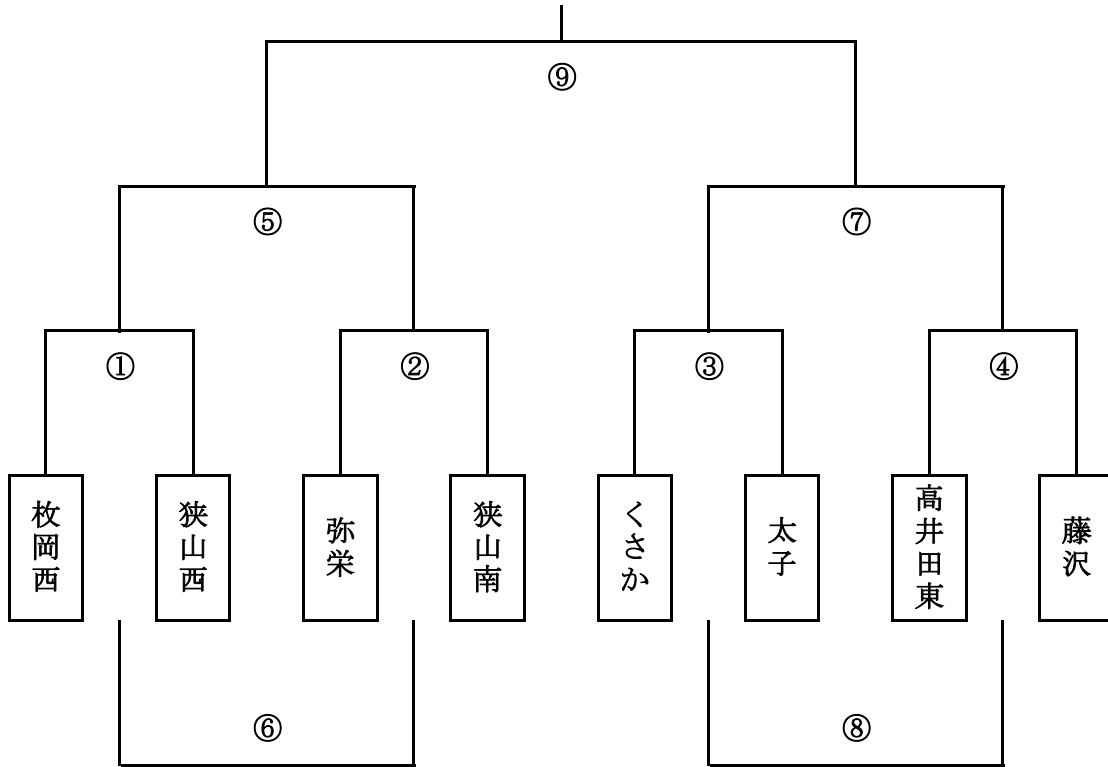 ⑨
⑤
⑦
①
②
③
④
枚岡西
狭山西
弥栄
狭山南
くさか
太子
高井田東
藤沢
⑥
⑧